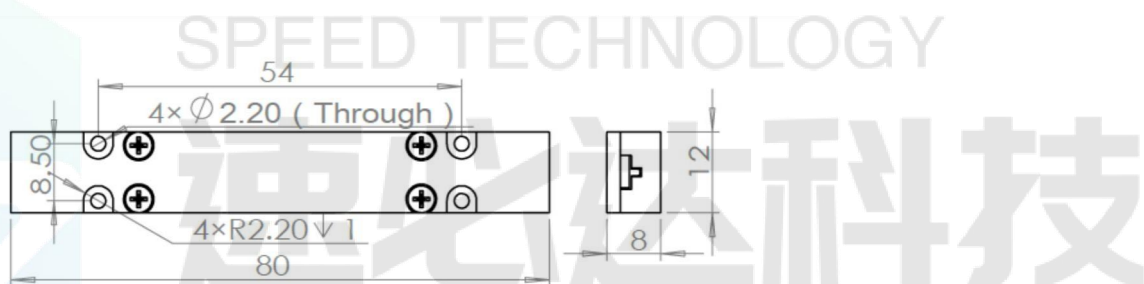 SPEED TECHNOLOGY
54
4× ∅2.20 ( Through )
8.50
12
速必达科技
4×R2.20↧1
8
80